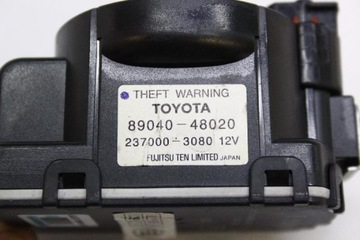 THEFT WARNING
TOYOTA
89040-48020
237000-3080 12V
FUJITSU TEN LIMITED JAPAN